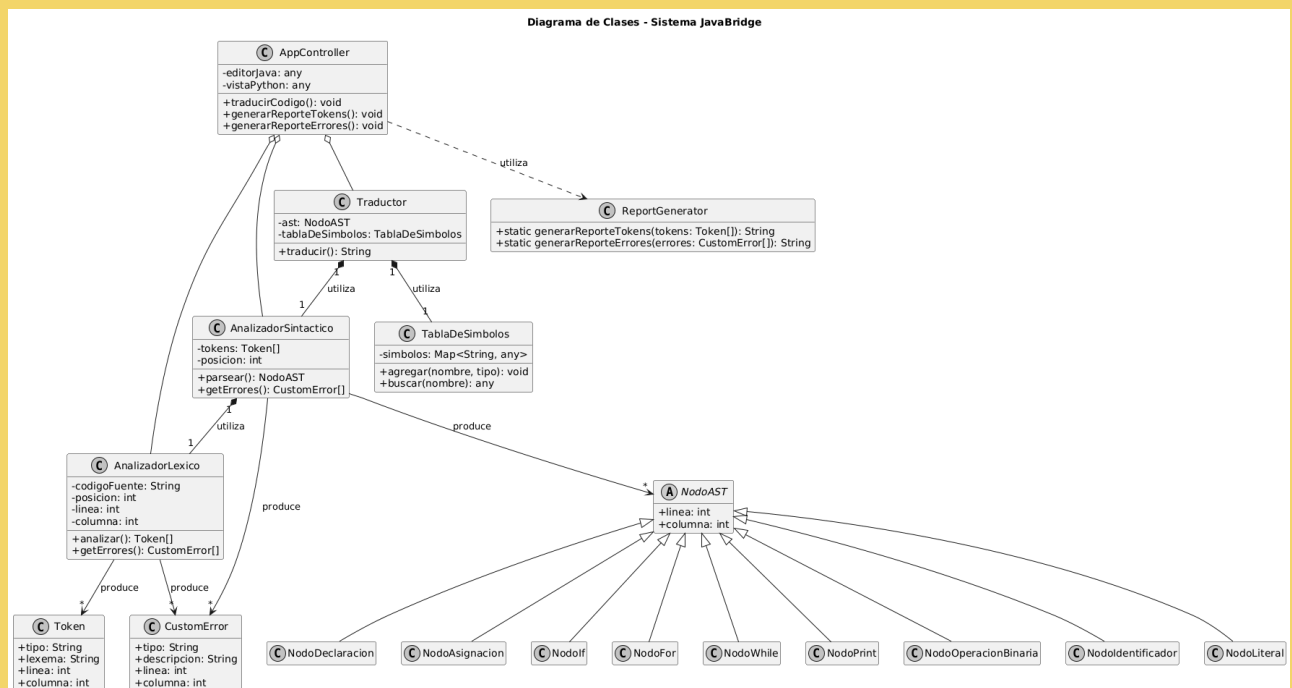 Diagrama de Clases - Sistema JavaBridge
C AppController
-editorJava: any
-vistaPython: any
+traducirCodigo(): void
+generarReporteTokens(): void
+generarReporteErrores(): void
utiliza
C Traductor
-ast: NodoAST
-tablaDeSimbolos: TablaDeSimbolos
+traducir(): String
C ReportGenerator
+static generarReporteTokens(tokens: Token[]): String
+static generarReporteErrores(errores: CustomError[]): String
1
1
utiliza
utiliza
1
1
C AnalizadorSintactico
-tokens: Token[]
-posicion: int
+parsear(): NodoAST
+getErrores(): CustomError[]
C TablaDeSimbolos
-simbolos: Map<String, any>
+agregar(nombre, tipo): void
+buscar(nombre): any
1
utiliza
produce
1
C AnalizadorLexico
-codigoFuente: String
-posicion: int
-linea: int
-columna: int
+analizar(): Token[]
+getErrores(): CustomError[]
*
A NodoAST
+linea: int
+columna: int
produce
produce
produce
*
*
*
C Token
+tipo: String
+lexema: String
+linea: int
+columna: int
C CustomError
+tipo: String
+descripcion: String
+linea: int
+columna: int
C NodoDeclaracion
C NodoAsignacion
C NodoIf
C NodoFor
C NodoWhile
C NodoPrint
C NodoOperacionBinaria
C NodoIdentificador
C NodoLiteral